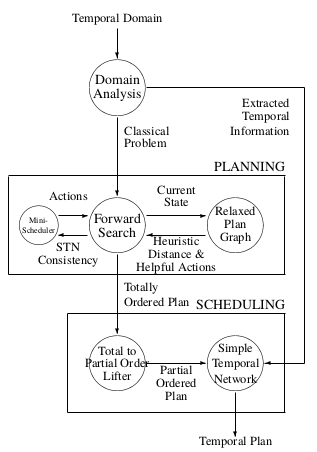 Temporal Domain
Domain
Analysis
Extracted
Temporal
Information
Classical
Problem
PLANNING
Actions
Current
State
Mini-
Scheduler
Forward
Search
Relaxed
Plan
Graph
STN
Consistency
Heuristic
Distance &
Helpful Actions
Totally
Ordered Plan
SCHEDULING
Total to
Partial Order
Lifter
Partial
Ordered
Plan
Simple
Temporal
Network
Temporal Plan